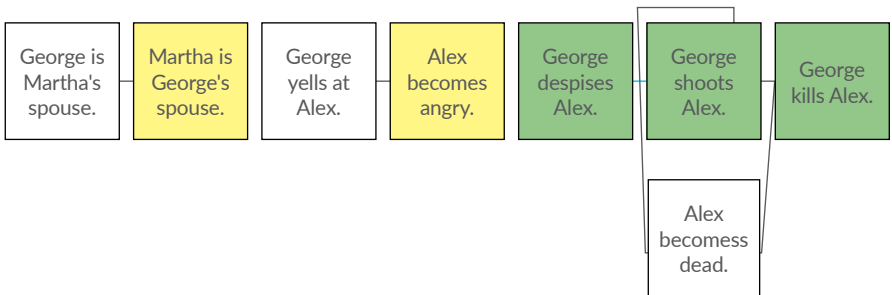 George is
Martha's
spouse.
Martha is
George's
spouse.
George
yells at
Alex.
Alex
becomes
angry.
George
despises
Alex.
George
shoots
Alex.
George
kills Alex.
Alex
becomess
dead.